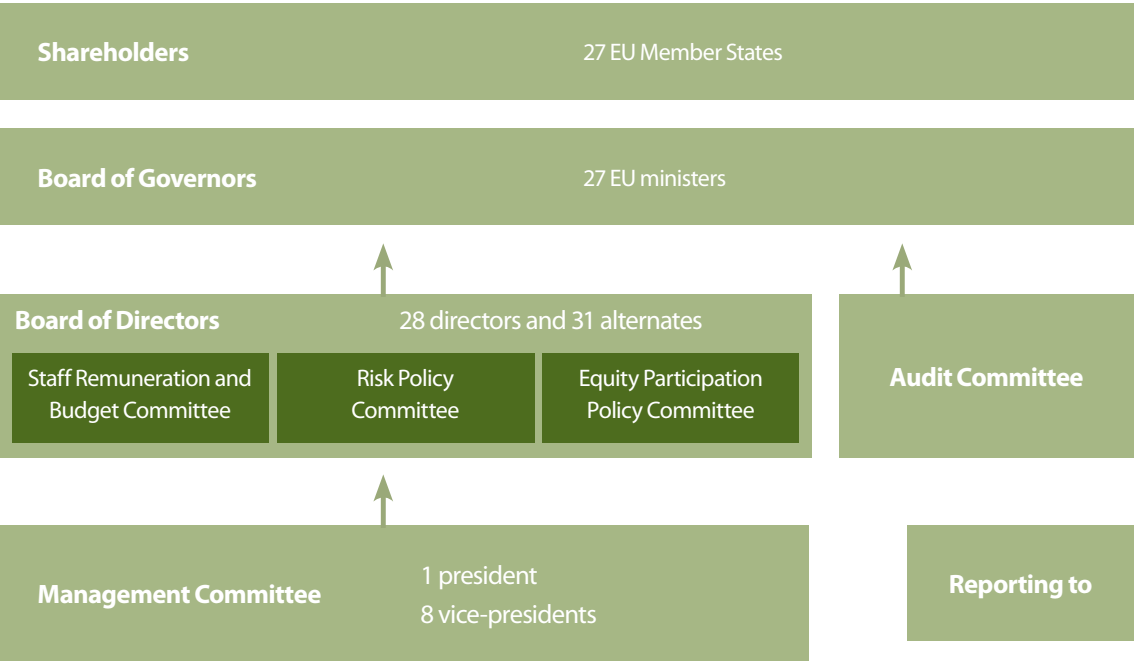 Shareholders
27 EU Member States
Board of Governors
27 EU ministers
Board of Directors
28 directors and 31 alternates
Staff Remuneration and
Budget Committee
Risk Policy
Committee
Equity Participation
Policy Committee
Audit Committee
Management Committee
1 president
8 vice-presidents
Reporting to